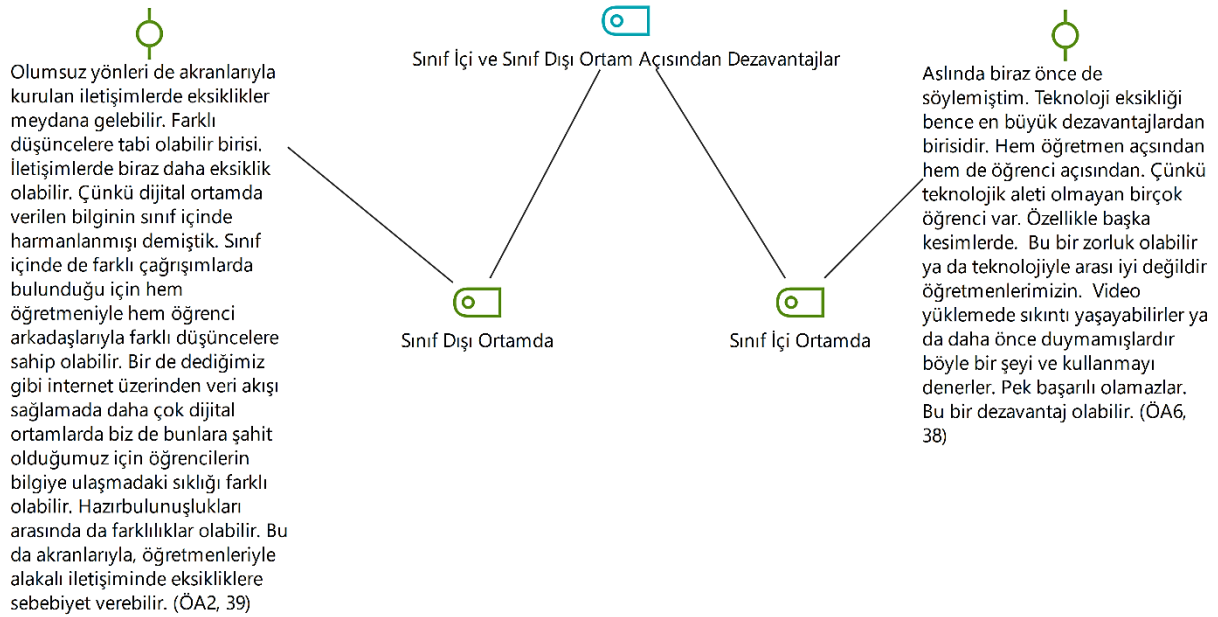 Sınıf İçi ve Sınıf Dışı Ortam Açısından Dezavantajlar
Olumsuz yönleri de akranlarıyla
kurulan iletişimlerde eksiklikler
meydana gelebilir. Farklı
düşüncelere tabi olabilir birisi.
İletişimlerde biraz daha eksiklik
olabilir. Çünkü dijital ortamda
verilen bilginin sınıf içinde
harmanlanmışı demiştik. Sınıf
içinde de farklı çağrışımlarda
bulunduğu için hem
öğretmeniyle hem öğrenci
arkadaşlarıyla farklı düşüncelere
sahip olabilir. Bir de dediğimiz
gibi internet üzerinden veri akışı
sağlamada daha çok dijital
ortamlarda biz de bunlara şahit
olduğumuz için öğrencilerin
bilgiye ulaşmadaki sıklığı farklı
olabilir. Hazırbulunuşlukları
arasında da farklılıklar olabilir. Bu
da akranlarıyla, öğretmenleriyle
alakalı iletişiminde eksikliklere
sebebiyet verebilir. (ÖA2, 39)
Sınıf Dışı Ortamda
Sınıf İçi Ortamda
Aslında biraz önce de
söylemiştim. Teknoloji eksikliği
bence en büyük dezavantajlardan
birisidir. Hem öğretmen açsından
hem de öğrenci açısından. Çünkü
teknolojik aleti olmayan birçok
öğrenci var. Özellikle başka
kesimlerde.  Bu bir zorluk olabilir
ya da teknolojiyle arası iyi değildir
öğretmenlerimizin.  Video
yüklemede sıkıntı yaşayabilirler ya
da daha önce duymamışlardır
böyle bir şeyi ve kullanmayı
denerler. Pek başarılı olamazlar.
Bu bir dezavantaj olabilir. (ÖA6,
38)